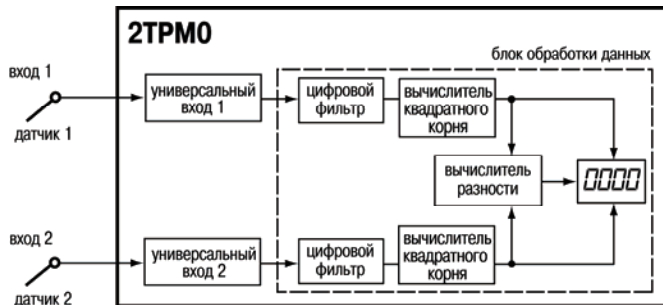 2ТРМ0
блок обработки данных
вход 1
датчик 1
универсальный
вход 1
цифровой
фильтр
вычислитель
квадратного
корня
вычислитель
разности
0000
вход 2
датчик 2
универсальный
вход 2
цифровой
фильтр
вычислитель
квадратного
корня